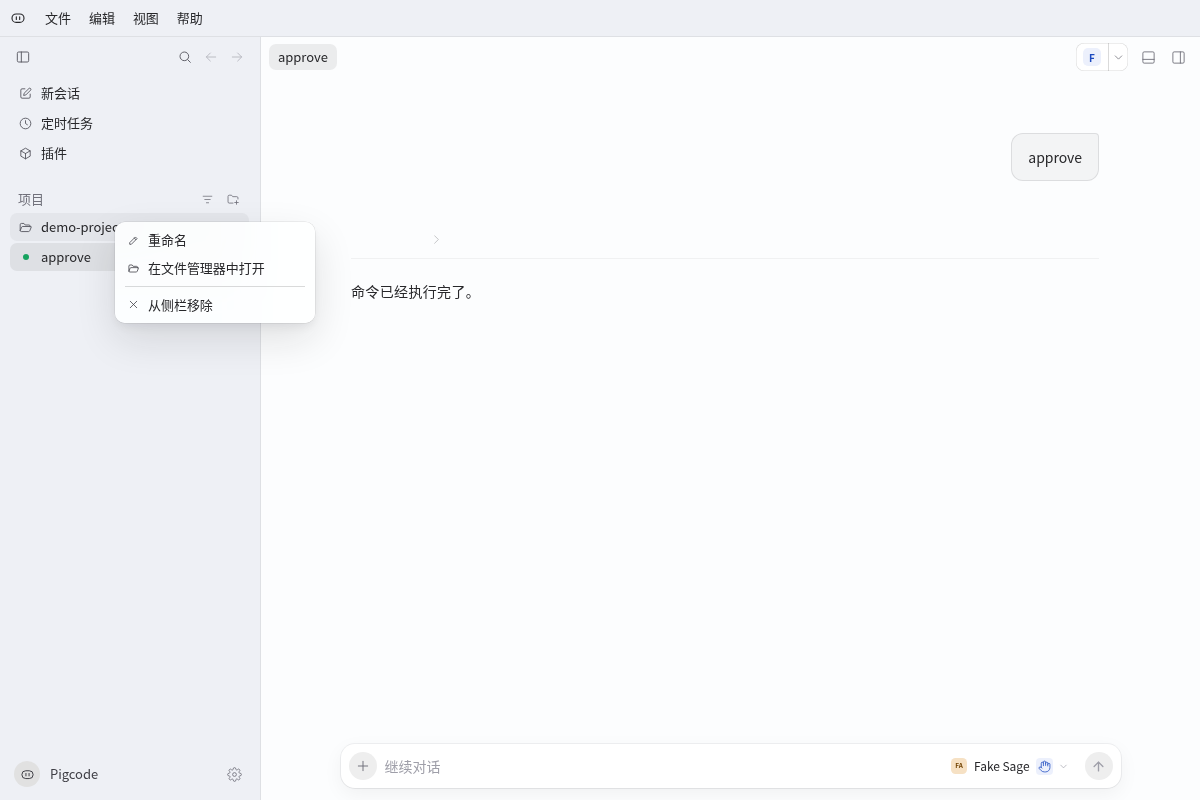 文件 编辑 视图 帮助
approve
F
新会话
定时任务
插件
项目
demo-projec
approve
重命名
在文件管理器中打开
从侧栏移除
approve
命令已经执行完了。
继续对话
FA Fake Sage
Pigcode